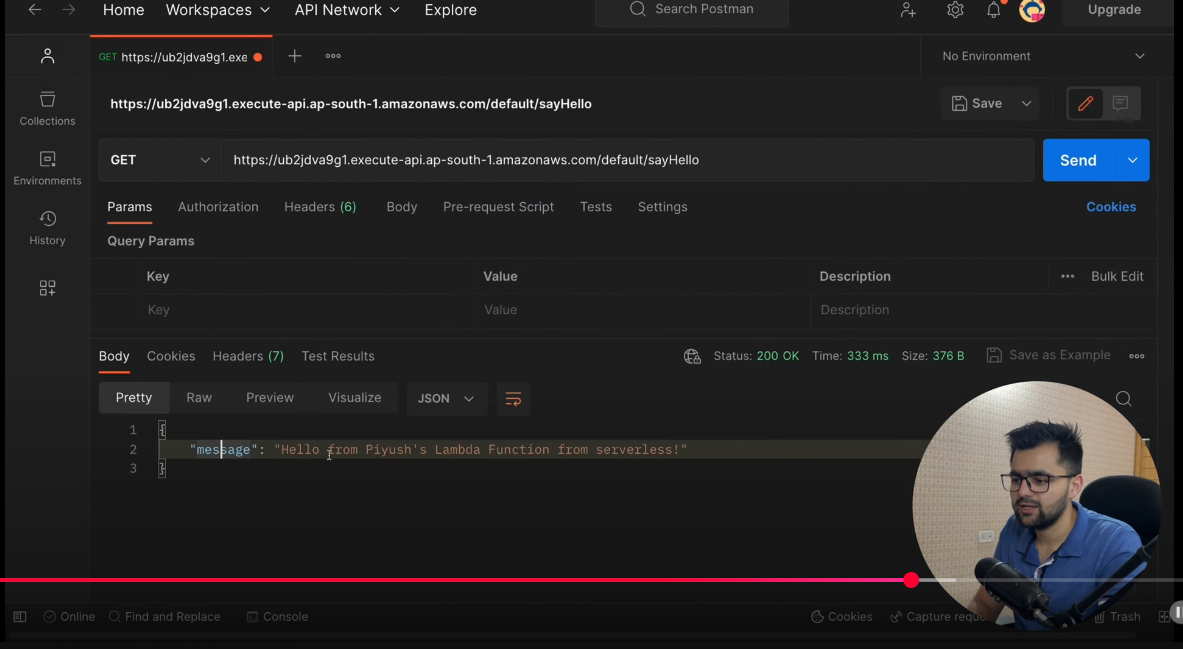 Home Workspaces API Network Explore Search Postman Upgrade
GET https://ub2jdva9g1.exe No Environment
https://ub2jdva9g1.execute-api.ap-south-1.amazonaws.com/default/sayHello Save
Collections
GET https://ub2jdva9g1.execute-api.ap-south-1.amazonaws.com/default/sayHello Send
Environments
Params Authorization Headers (6) Body Pre-request Script Tests Settings Cookies
History
Query Params
Key Value Description Bulk Edit
Key Value Description
Body Cookies Headers (7) Test Results Status: 200 OK Time: 333 ms Size: 376 B Save as Example
Pretty Raw Preview Visualize JSON
1 {
2 "message": "Hello from Piyush's Lambda Function from serverless!"
3 }
Online Find and Replace Console Cookies Capture requ Trash